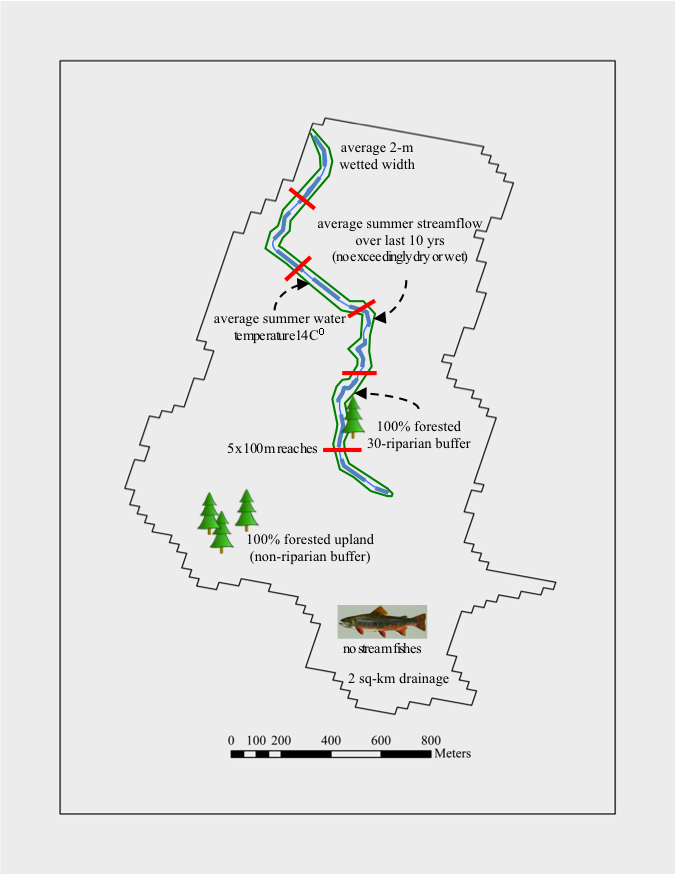 average 2-m
wetted width
average summer streamflow
over last 10 yrs
(no exceedingly dry or wet)
average summer water
temperature 14 C⁰
100% forested
30-riparian buffer
5 x 100 m reaches
100% forested upland
(non-riparian buffer)
no stream fishes
2 sq-km drainage
0 100 200 400 600 800
Meters